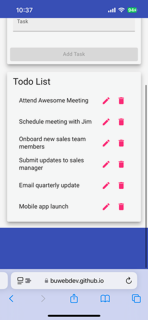 10:37
Task
Add Task
Todo List
Attend Awesome Meeting
Schedule meeting with Jim
Onboard new sales team
members
Submit updates to sales
manager
Email quarterly update
Mobile app launch
buwebdev.github.io